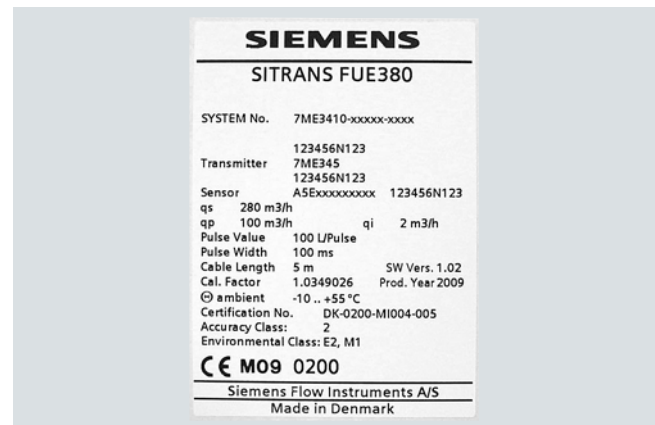 SIEMENS
SITRANS FUE380
SYSTEM No. 7ME3410-xxxxx-xxxx
123456N123
Transmitter 7ME345
123456N123
Sensor A5Exxxxxxxxx 123456N123
qs 280 m3/h
qp 100 m3/h qi 2 m3/h
Pulse Value 100 L/Pulse
Pulse Width 100 ms
Cable Length 5 m SW Vers. 1.02
Cal. Factor 1.0349026 Prod. Year 2009
Θ ambient -10 .. +55 °C
Certification No. DK-0200-MI004-005
Accuracy Class: 2
Environmental Class: E2, M1
CE M09 0200
Siemens Flow Instruments A/S
Made in Denmark